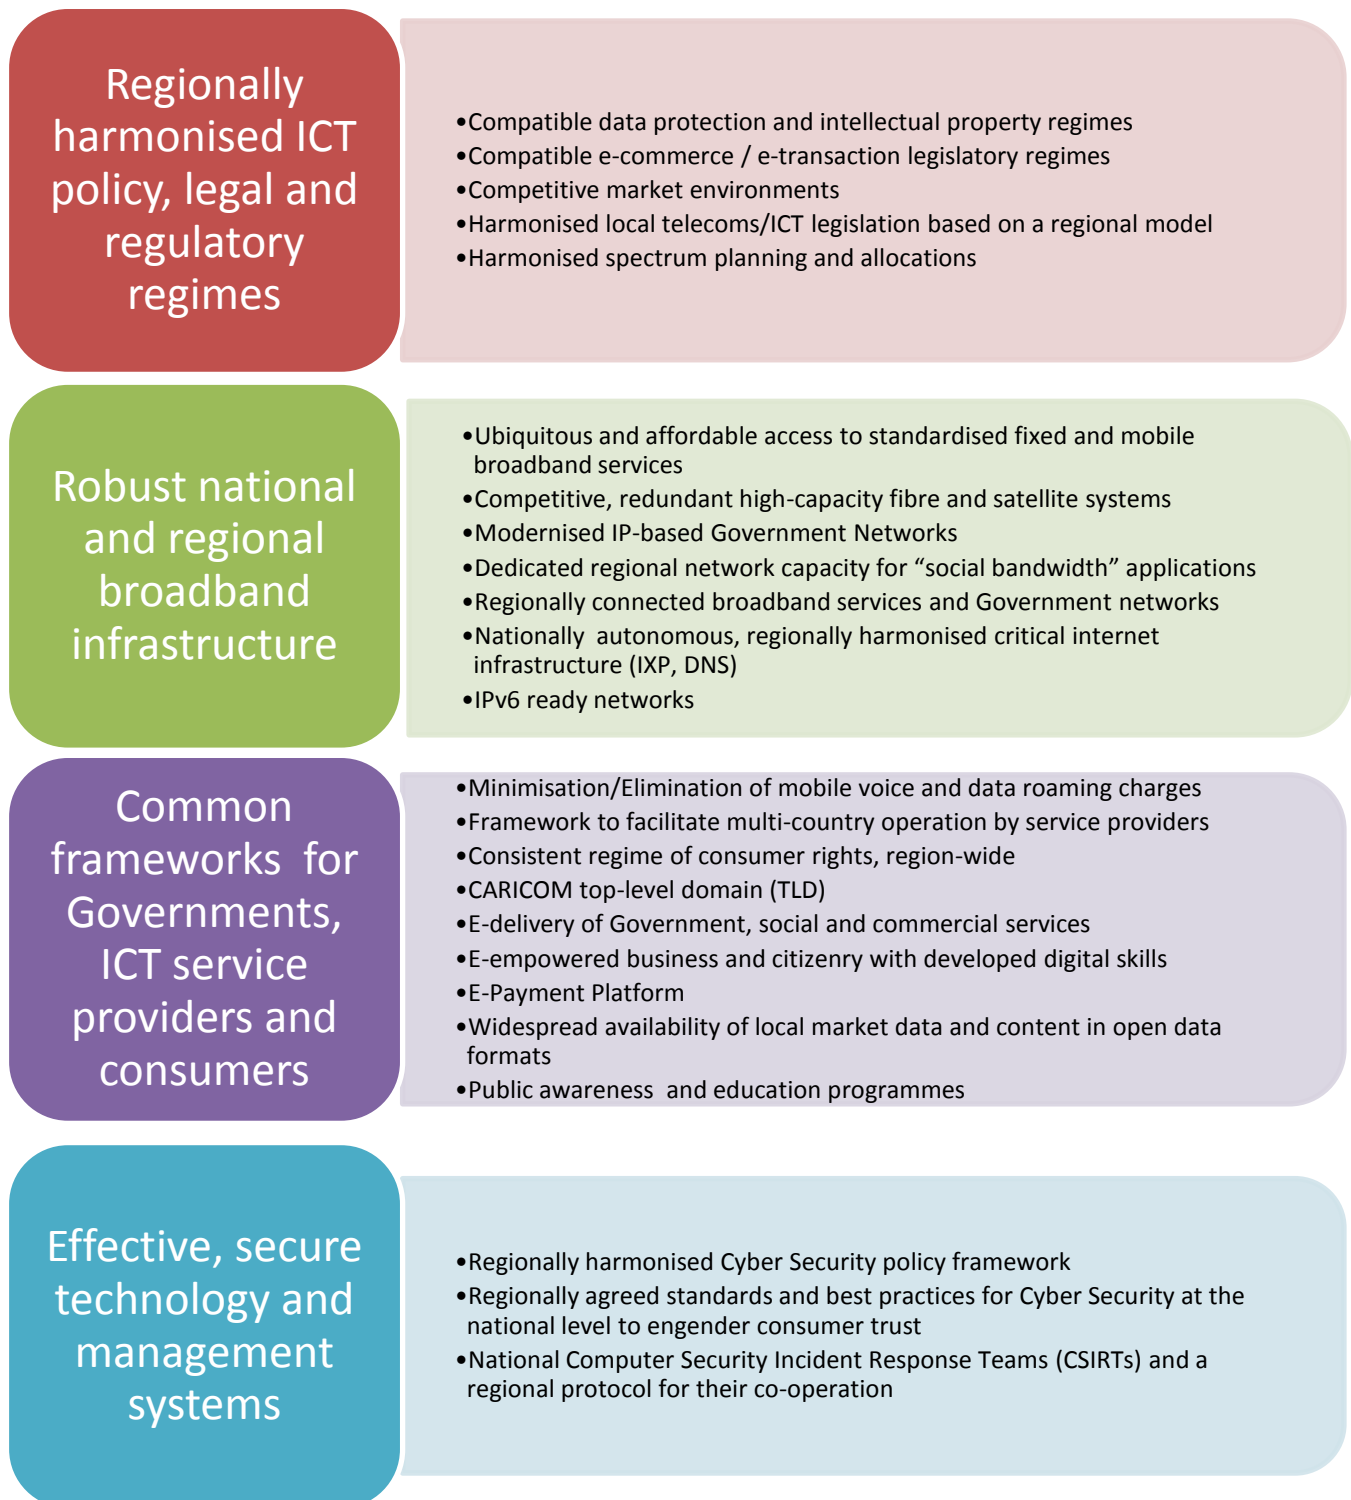 Regionally
harmonised ICT
policy, legal and
regulatory
regimes
•Compatible data protection and intellectual property regimes
•Compatible e-commerce / e-transaction legislatory regimes
•Competitive market environments
•Harmonised local telecoms/ICT legislation based on a regional model
•Harmonised spectrum planning and allocations
Robust national
and regional
broadband
infrastructure
•Ubiquitous and affordable access to standardised fixed and mobile
broadband services
•Competitive, redundant high-capacity fibre and satellite systems
•Modernised IP-based Government Networks
•Dedicated regional network capacity for “social bandwidth” applications
•Regionally connected broadband services and Government networks
•Nationally  autonomous, regionally harmonised critical internet
infrastructure (IXP, DNS)
•IPv6 ready networks
Common
frameworks  for
Governments,
ICT service
providers and
consumers
•Minimisation/Elimination of mobile voice and data roaming charges
•Framework to facilitate multi-country operation by service providers
•Consistent regime of consumer rights, region-wide
•CARICOM top-level domain (TLD)
•E-delivery of Government, social and commercial services
•E-empowered business and citizenry with developed digital skills
•E-Payment Platform
•Widespread availability of local market data and content in open data
formats
•Public awareness  and education programmes
Effective, secure
technology and
management
systems
•Regionally harmonised Cyber Security policy framework
•Regionally agreed standards and best practices for Cyber Security at the
national level to engender consumer trust
•National Computer Security Incident Response Teams (CSIRTs) and a
regional protocol for their co-operation